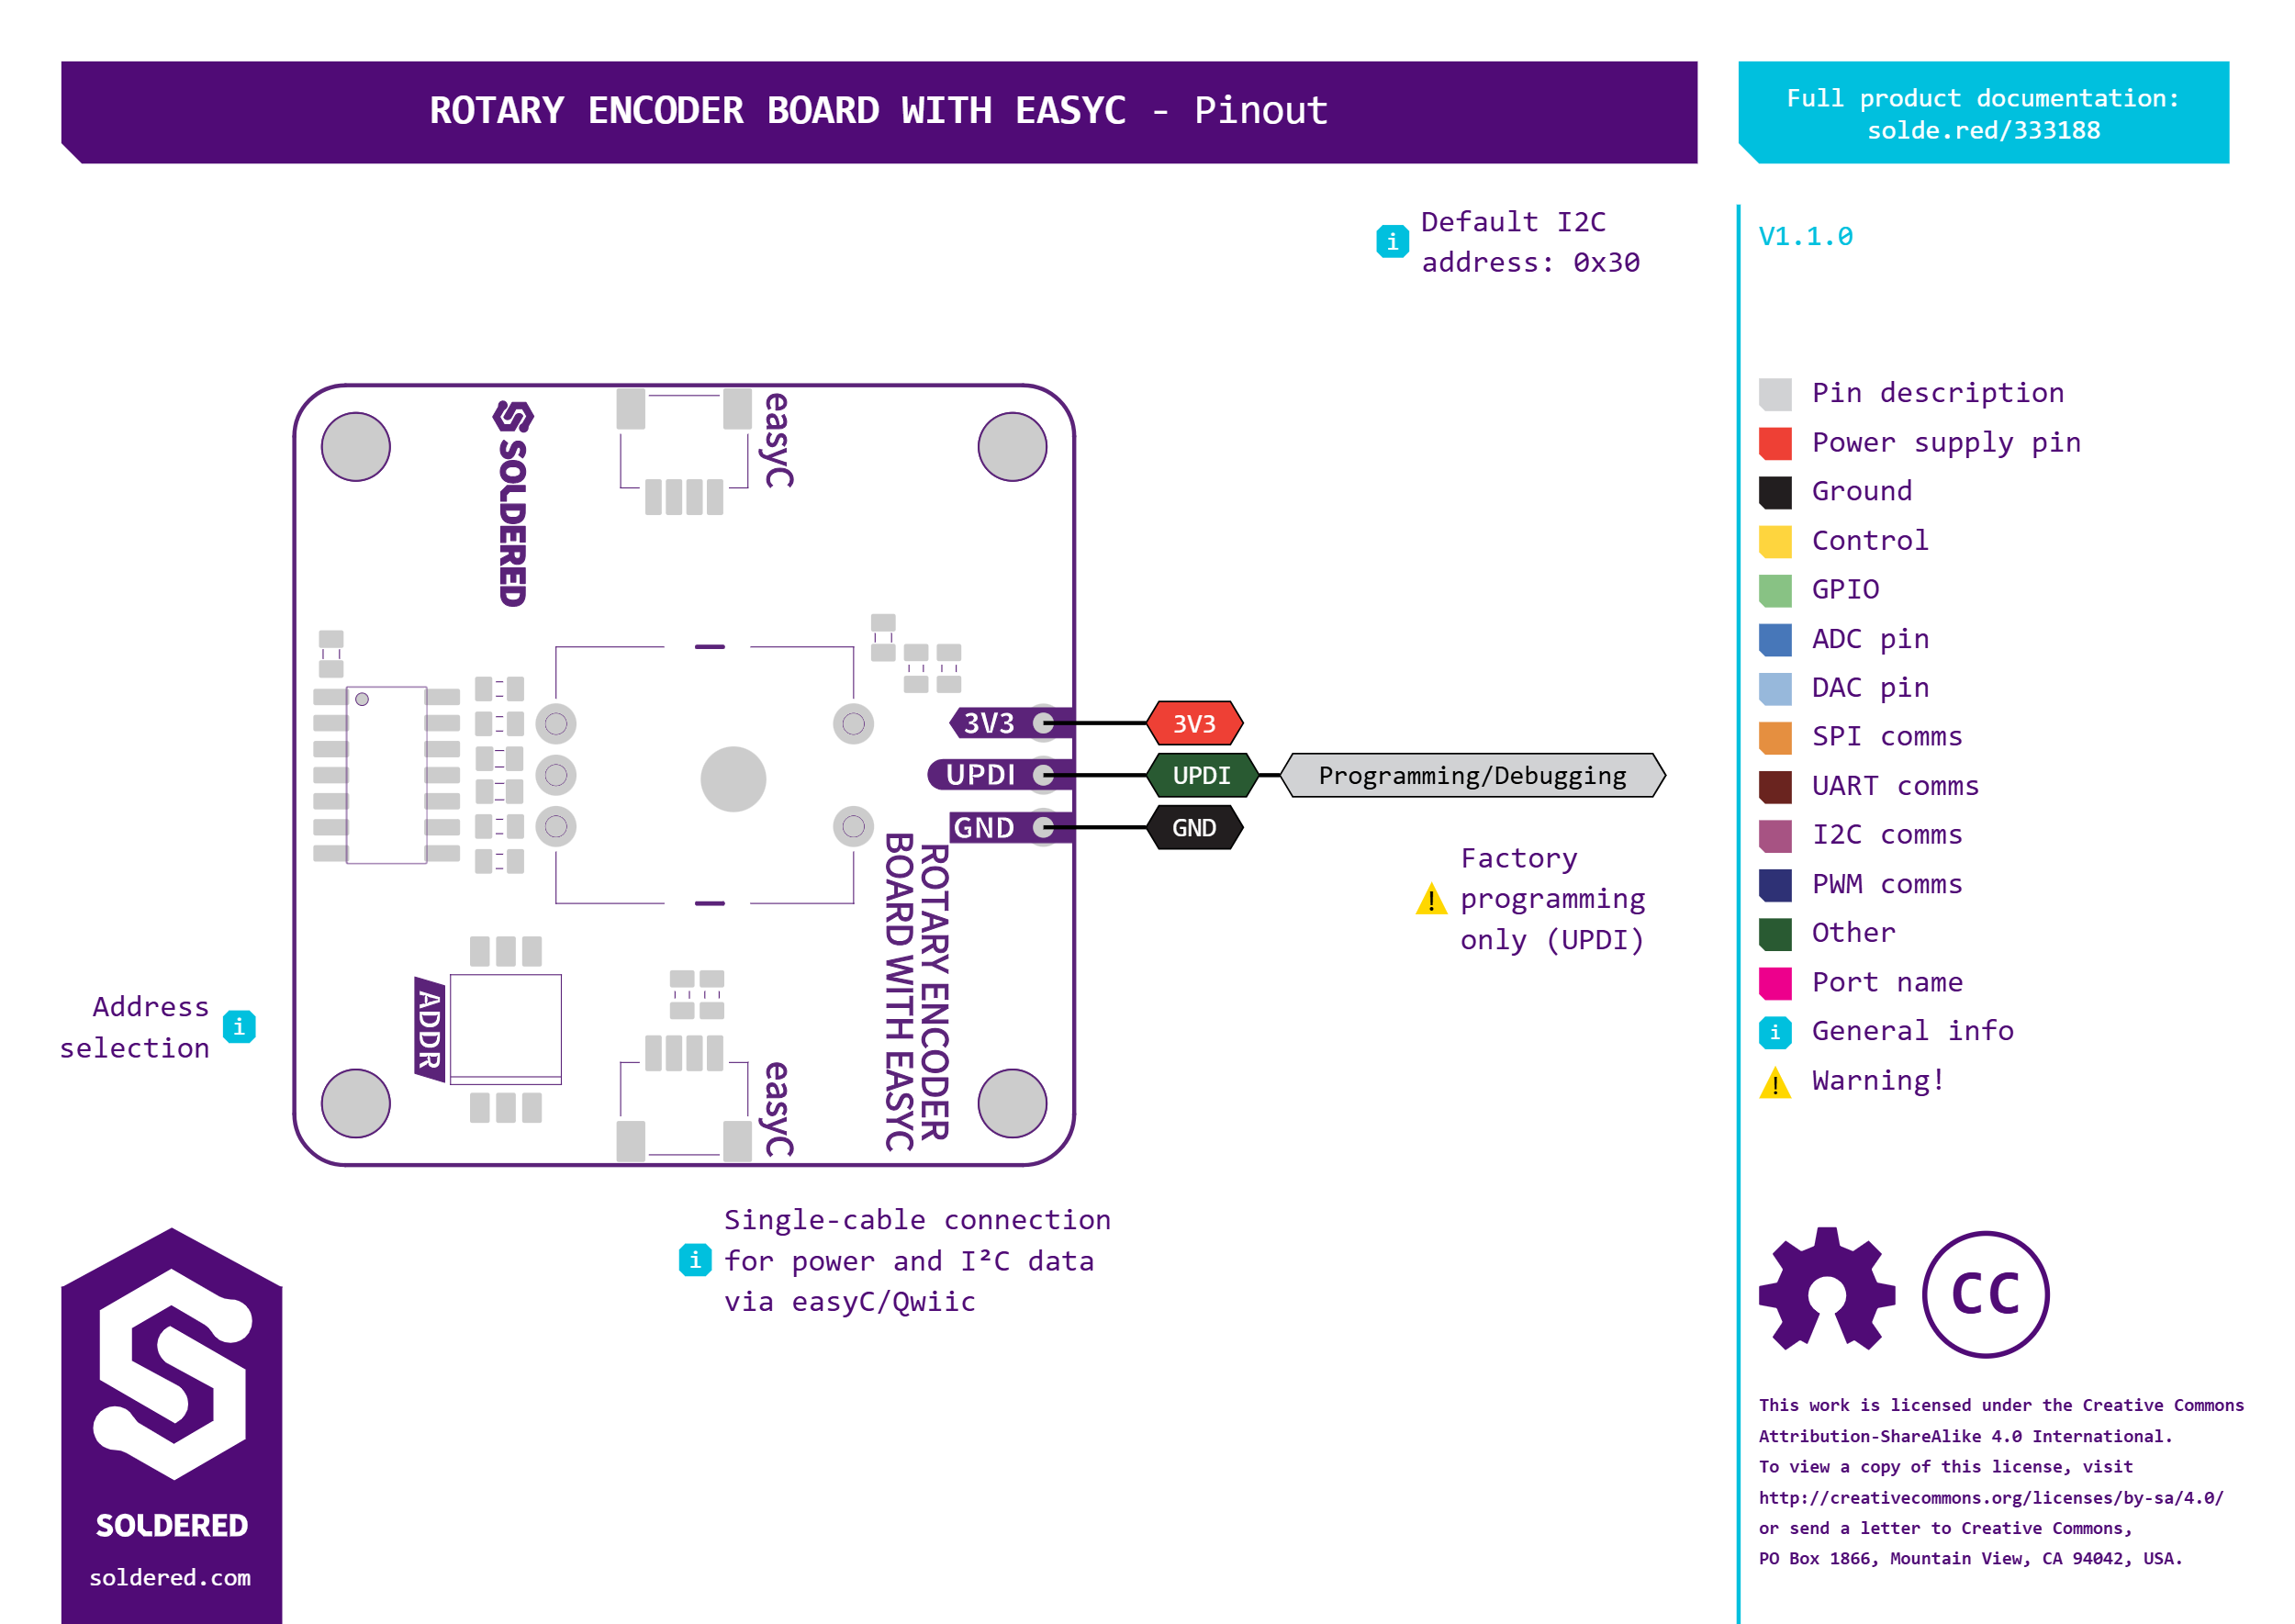 ROTARY ENCODER BOARD WITH EASYC - Pinout
Full product documentation:
solde.red/333188
Default I2C
address: 0x30
V1.1.0
SOLDERED
easyC
3V3
UPDI
GND
3V3
UPDI
Programming/Debugging
GND
Factory
programming
only (UPDI)
ROTARY ENCODER
BOARD WITH EASYC
ADDR
Address
selection
easyC
Single-cable connection
for power and I²C data
via easyC/Qwiic
Pin description
Power supply pin
Ground
Control
GPIO
ADC pin
DAC pin
SPI comms
UART comms
I2C comms
PWM comms
Other
Port name
General info
Warning!
CC
This work is licensed under the Creative Commons
Attribution-ShareAlike 4.0 International.
To view a copy of this license, visit
http://creativecommons.org/licenses/by-sa/4.0/
or send a letter to Creative Commons,
PO Box 1866, Mountain View, CA 94042, USA.
SOLDERED
soldered.com